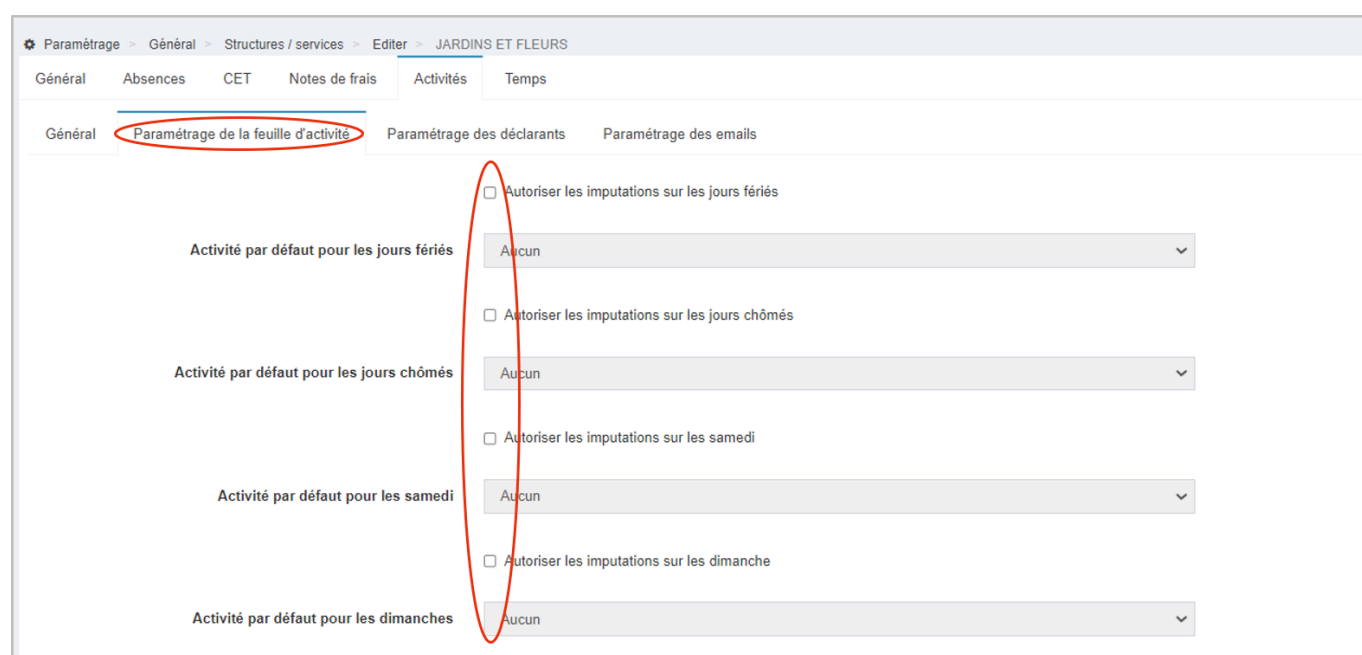 Paramétrage > Général > Structures / services > Editer > JARDINS ET FLEURS
Général Absences CET Notes de frais Activités Temps
Général Paramétrage de la feuille d'activité Paramétrage des déclarants Paramétrage des emails
Autoriser les imputations sur les jours fériés
Activité par défaut pour les jours fériés Aucun
Autoriser les imputations sur les jours chômés
Activité par défaut pour les jours chômés Aucun
Autoriser les imputations sur les samedi
Activité par défaut pour les samedi Aucun
Autoriser les imputations sur les dimanche
Activité par défaut pour les dimanches Aucun